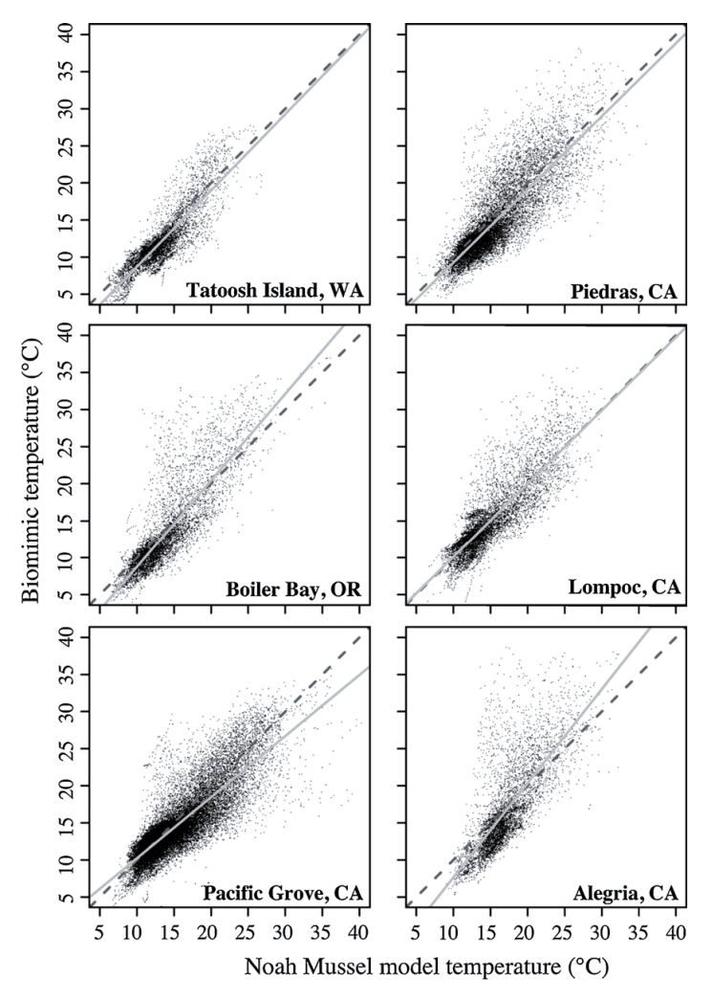 40
35
30
25
20
15
10
5
Tatoosh Island, WA
Piedras, CA
40
35
30
25
20
15
10
5
Boiler Bay, OR
Lompoc, CA
40
35
30
25
20
15
10
5
Pacific Grove, CA
Alegria, CA
Biomimic temperature (°C)
5 10 15 20 25 30 35 40 5 10 15 20 25 30 35 40
Noah Mussel model temperature (°C)